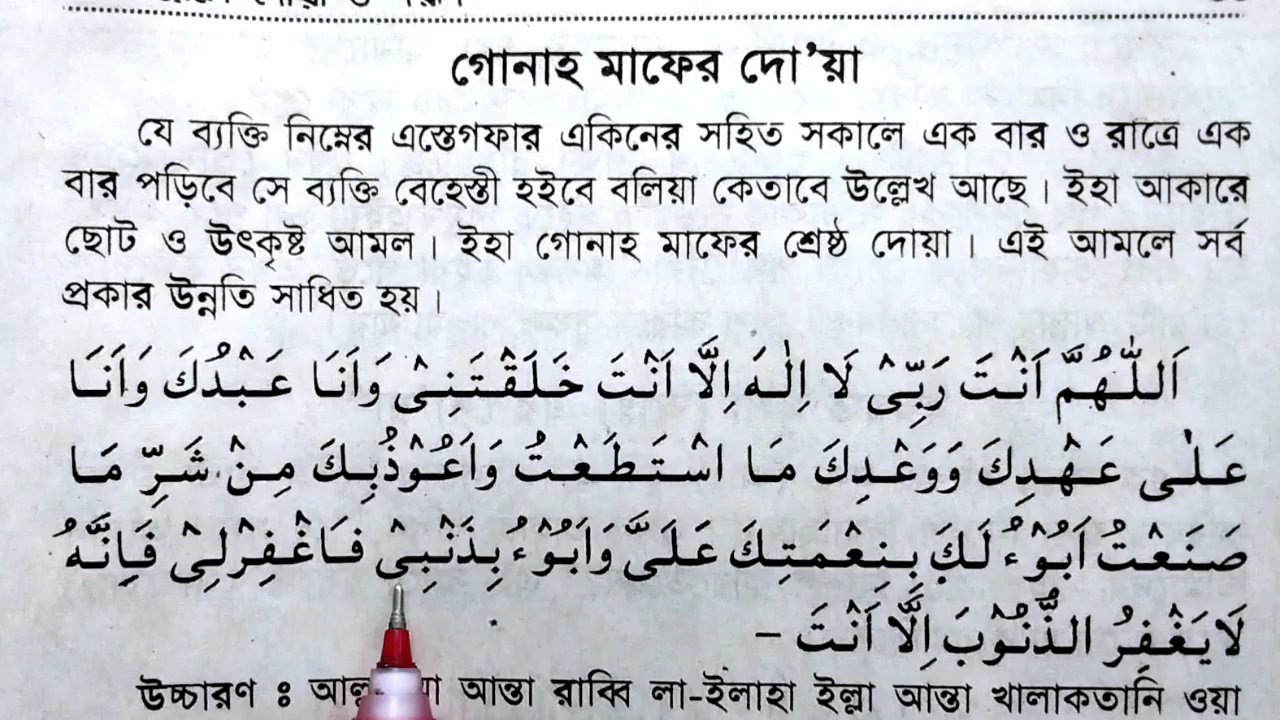 গোনাহ মাফের দো'য়া
যে ব্যক্তি নিম্নের এস্তেগফার একিনের সহিত সকালে এক বার ও রাত্রে এক
বার পড়িবে সে ব্যক্তি বেহেস্তী হইবে বলিয়া কেতাবে উল্লেখ আছে। ইহা আকারে
ছোট ও উৎকৃষ্ট আমল। ইহা গোনাহ মাফের শ্রেষ্ঠ দোয়া। এই আমলে সর্ব
প্রকার উন্নতি সাধিত হয়।
اَللّٰهُمَّ اَنْتَ رَبِّىْ لَا اِلٰهَ اِلَّا اَنْتَ خَلَقْتَنِىْ وَاَنَا عَبْدُكَ وَاَنَا
عَلٰى عَهْدِكَ وَوَعْدِكَ مَا اسْتَطَعْتُ وَاَعُوْذُبِكَ مِنْ شَرِّ مَا
صَنَعْتُ اَبُوْءُ لَكَ بِنِعْمَتِكَ عَلَىَّ وَاَبُوْءُ بِذَنْبِىْ فَاغْفِرْلِىْ فَاِنَّهُ
لَايَغْفِرُ الذُّنُوْبَ اِلَّا اَنْتَ –
উচ্চারণ ঃ আন্তা রাব্বি লা-ইলাহা ইল্লা আন্তা খালাকতানি ওয়া